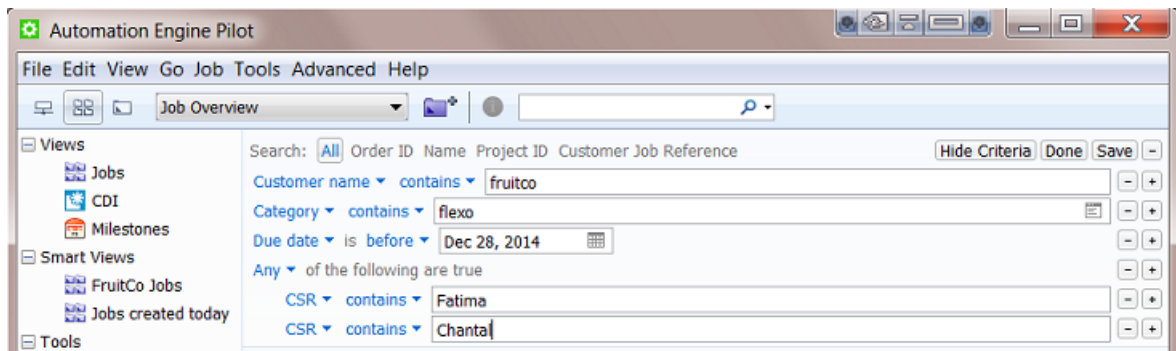 Automation Engine Pilot
File Edit View Go Job Tools Advanced Help
Job Overview
Views
Jobs
CDI
Milestones
Smart Views
FruitCo Jobs
Jobs created today
Tools
Search: All Order ID Name Project ID Customer Job Reference Hide Criteria Done Save -
Customer name contains fruitco - +
Category contains flexo - +
Due date is before Dec 28, 2014 - +
Any of the following are true - +
CSR contains Fatima - +
CSR contains Chantal - +